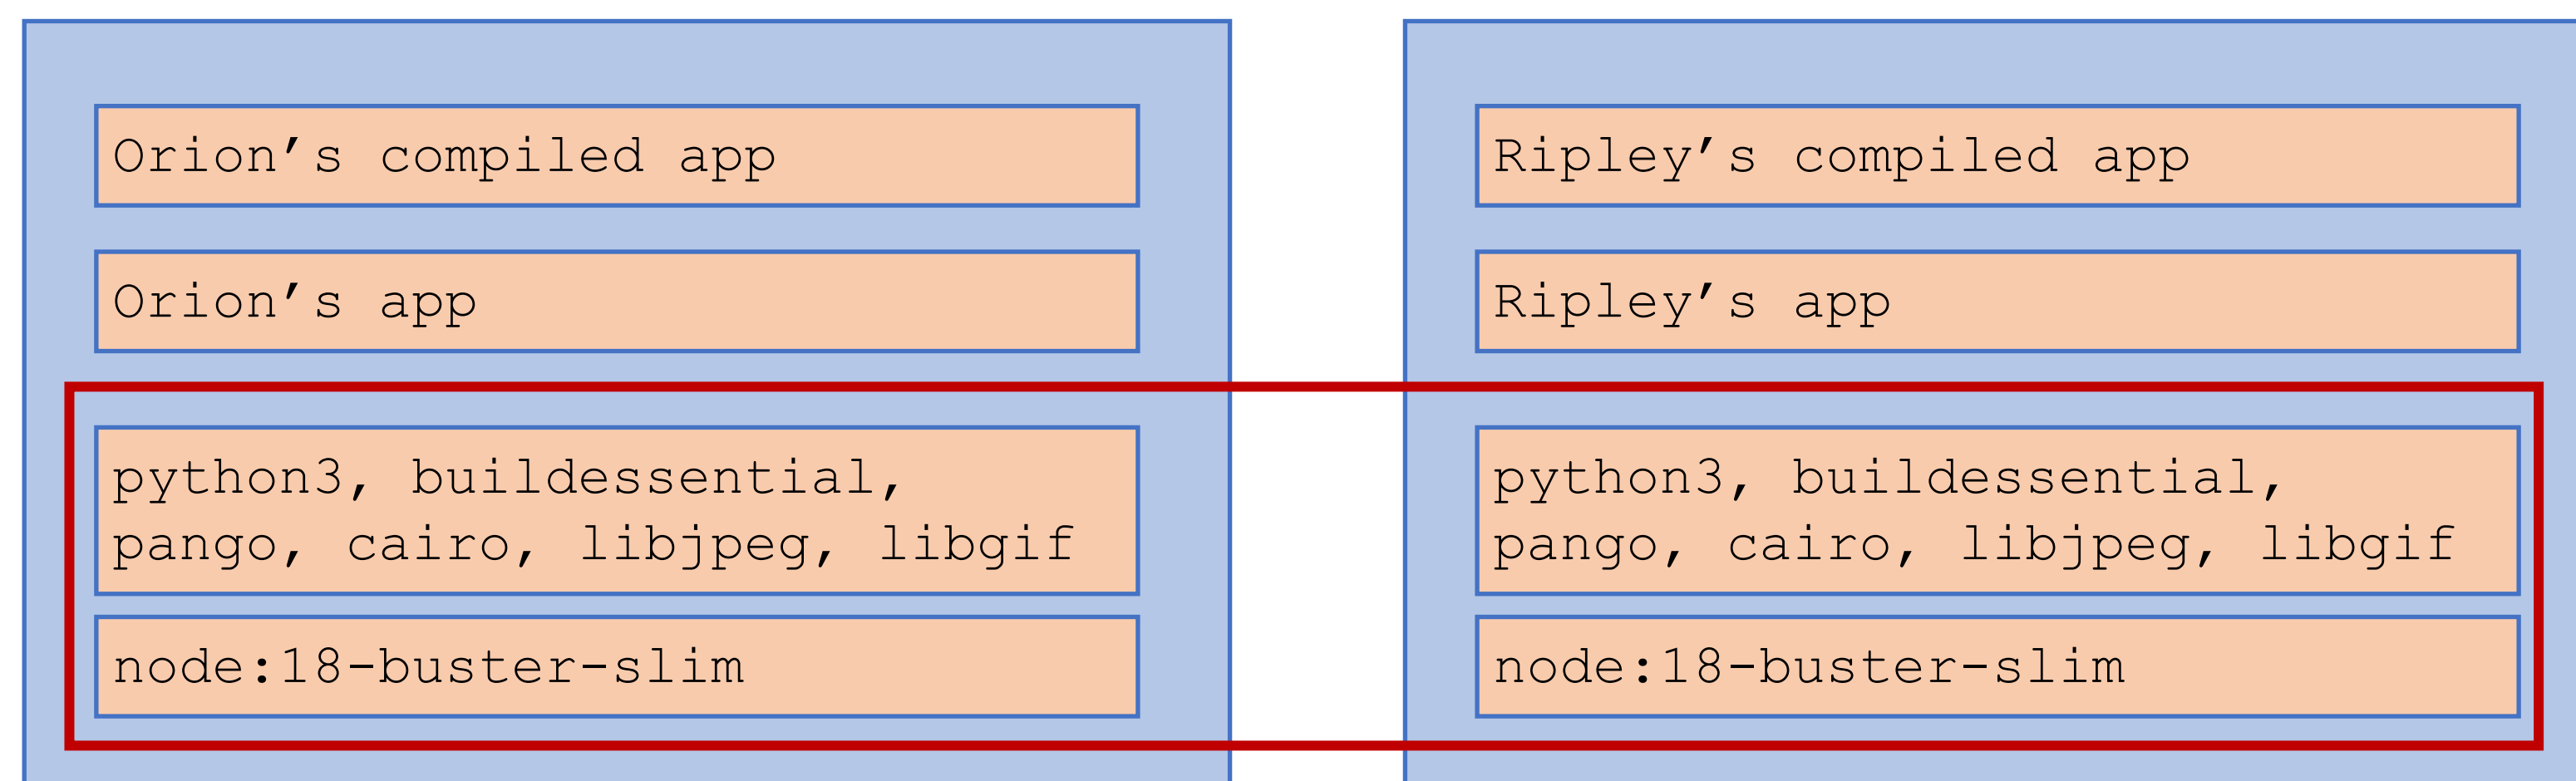 Orion’s compiled app
Orion’s app
python3, buildessential,
pango, cairo, libjpeg, libgif
node:18-buster-slim
Ripley’s compiled app
Ripley’s app
python3, buildessential,
pango, cairo, libjpeg, libgif
node:18-buster-slim